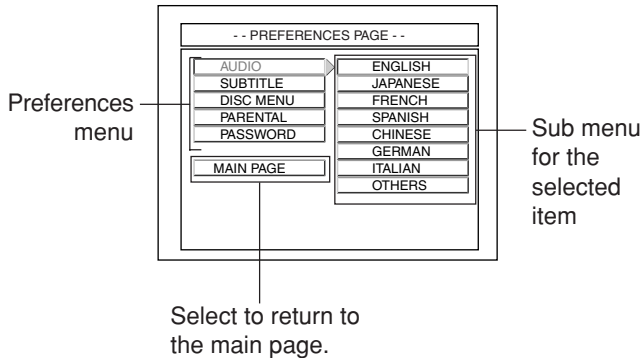 - - PREFERENCES PAGE - -
AUDIO
SUBTITLE
DISC MENU
PARENTAL
PASSWORD
MAIN PAGE
ENGLISH
JAPANESE
FRENCH
SPANISH
CHINESE
GERMAN
ITALIAN
OTHERS
Preferences
menu
Sub menu
for the
selected
item
Select to return to
the main page.